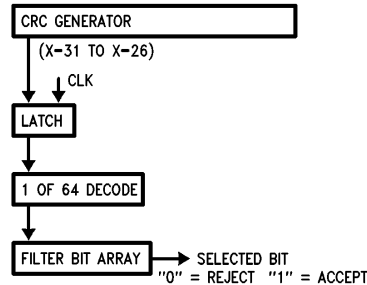 CRC GENERATOR
(X-31 TO X-26)
CLK
LATCH
1 OF 64 DECODE
FILTER BIT ARRAY
SELECTED BIT
"0" = REJECT "1" = ACCEPT